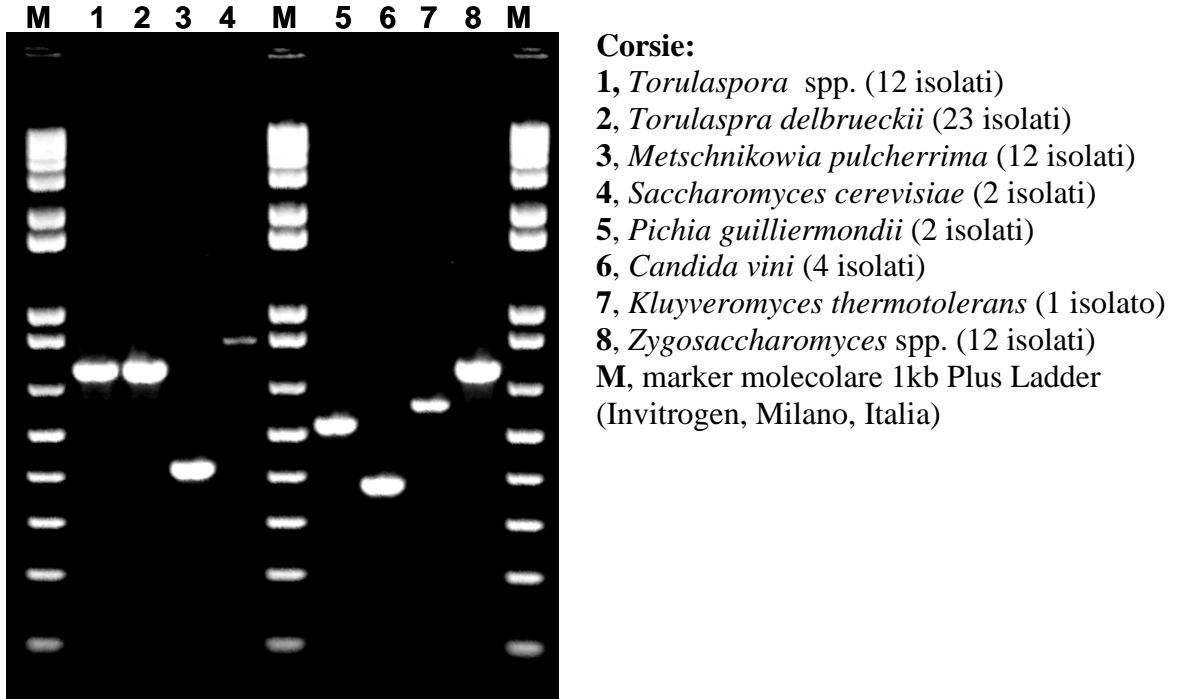 M 1 2 3 4 M 5 6 7 8 M
Corsie:
1, Torulaspora spp. (12 isolati)
2, Torulaspra delbrueckii (23 isolati)
3, Metschnikowia pulcherrima (12 isolati)
4, Saccharomyces cerevisiae (2 isolati)
5, Pichia guilliermondii (2 isolati)
6, Candida vini (4 isolati)
7, Kluyveromyces thermotolerans (1 isolato)
8, Zygosaccharomyces spp. (12 isolati)
M, marker molecolare 1kb Plus Ladder
(Invitrogen, Milano, Italia)